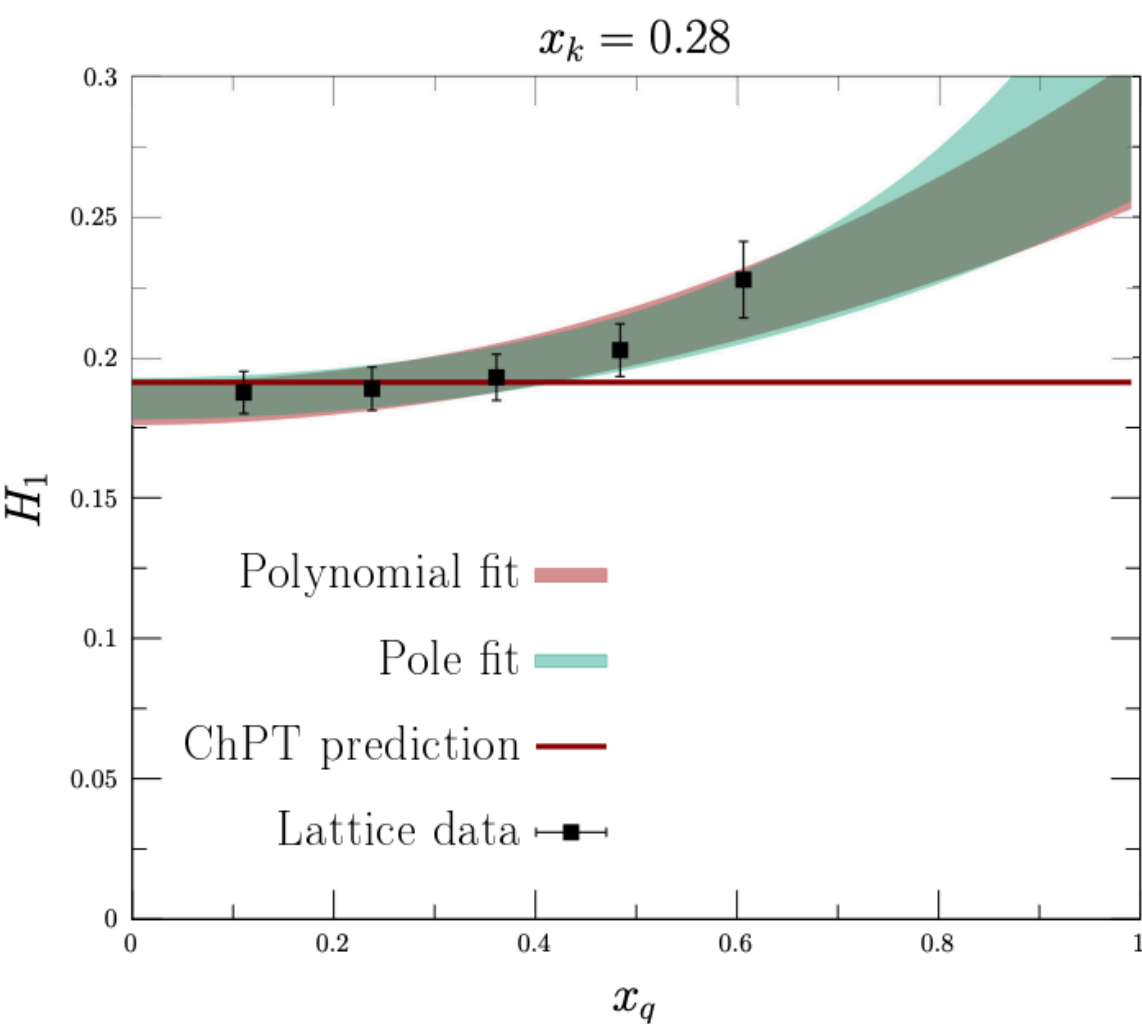 x_k = 0.28
0.3
0.25
0.2
0.15
0.1
0.05
0
H_1
Polynomial fit
Pole fit
ChPT prediction
Lattice data
0 0.2 0.4 0.6 0.8 1
x_q